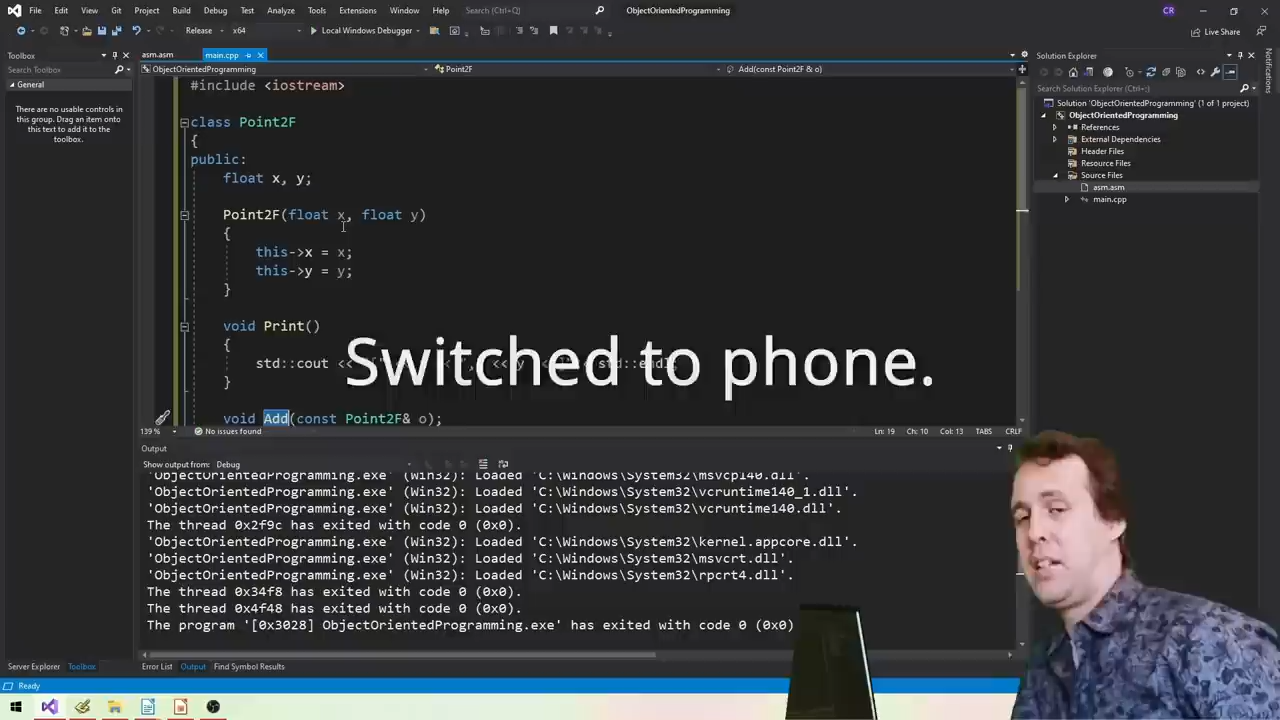 File Edit View Git Project Build Debug Test Analyze Tools Extensions Window Help Search (Ctrl+Q) ObjectOrientedProgramming CR
Release x64 Local Windows Debugger Live Share
Toolbox
Search Toolbox
General
There are no usable controls in
this group. Drag an item onto
this text to add it to the
toolbox.
asm.asm main.cpp
ObjectOrientedProgramming Point2F Add(const Point2F & o)
#include <iostream>
class Point2F
{
public:
float x, y;
Point2F(float x, float y)
{
this->x = x;
this->y = y;
}
void Print()
{
std::cout <<
}
void Add(const Point2F& o);
Switched to phone.
139 % No issues found Ln: 19 Ch: 10 Col: 13 TABS CRLF
Output
Show output from: Debug
'ObjectOrientedProgramming.exe' (Win32): Loaded 'C:\Windows\System32\msvcp140.dll'.
'ObjectOrientedProgramming.exe' (Win32): Loaded 'C:\Windows\System32\vcruntime140_1.dll'.
'ObjectOrientedProgramming.exe' (Win32): Loaded 'C:\Windows\System32\vcruntime140.dll'.
The thread 0x2f9c has exited with code 0 (0x0).
'ObjectOrientedProgramming.exe' (Win32): Loaded 'C:\Windows\System32\kernel.appcore.dll'.
'ObjectOrientedProgramming.exe' (Win32): Loaded 'C:\Windows\System32\msvcrt.dll'.
'ObjectOrientedProgramming.exe' (Win32): Loaded 'C:\Windows\System32\rpcrt4.dll'.
The thread 0x34f8 has exited with code 0 (0x0).
The thread 0x4f48 has exited with code 0 (0x0).
The program '[0x3028] ObjectOrientedProgramming.exe' has exited with code 0 (0x0)
Server Explorer Toolbox Error List Output Find Symbol Results
Ready
Solution Explorer
Search Solution Explorer (Ctrl+;)
Solution 'ObjectOrientedProgramming' (1 of 1 project)
ObjectOrientedProgramming
References
External Dependencies
Header Files
Resource Files
Source Files
asm.asm
main.cpp
Notifications